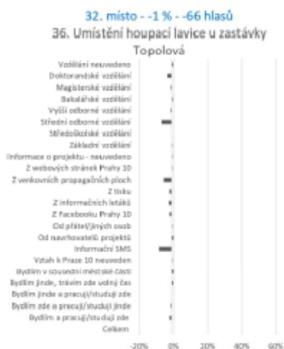 32. místo - -1 % - -66 hlasů
36. Umístění houpací lavice u zastávky
Topolová
Vzdělání neuvedeno
Doktorandské vzdělání
Magisterské vzdělání
Bakalářské vzdělání
Vyšší odborné vzdělání
Střední odborné vzdělání
Středoškolské vzdělání
Základní vzdělání
Informace o projektu - neuvedeno
Z webových stránek Prahy 10
Z venkovních propagačních ploch
Z tisku
Z informačních letáků
Z Facebooku Prahy 10
Od přátel/jiných osob
Od navrhovatelů projektů
Informační SMS
Vztah k Praze 10 neuveden
Bydlím v sousední městské části
Bydlím jinde, trávím zde volný čas
Bydlím jinde a pracuji/studuji zde
Bydlím zde a pracuji/studuji jinde
Bydlím a pracuji/studuji zde
Celkem
-20% 0% 20% 40% 60%